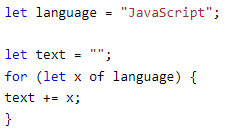 let language = "JavaScript";

let text = "";
for (let x of language) {
text += x;
}